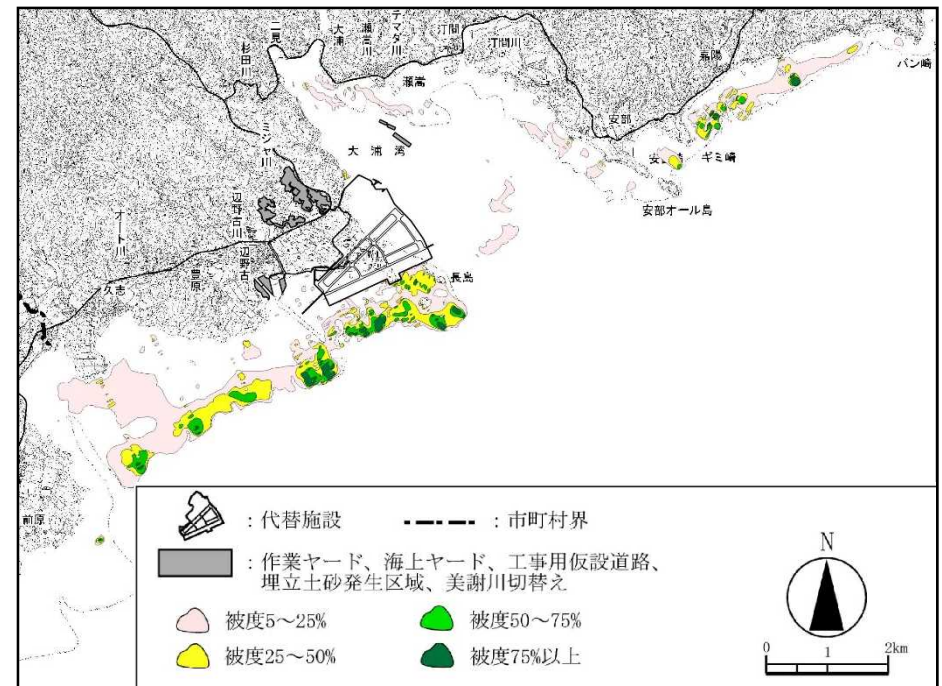 二見
大浦
瀬嵩川
テマタ川
汀間
汀間川
嘉陽
バン崎
杉田川
瀬嵩
安部
ミジャ川
大浦湾
ギミ崎
安部オール島
辺野古川
オート川
辺野古
豊原
長島
久志
前原
:代替施設
:市町村界
:作業ヤード、海上ヤード、工事用仮設道路、
埋立土砂発生区域、美謝川切替え
被度5～25%
被度50～75%
被度25～50%
被度75%以上
N
0 1 2km